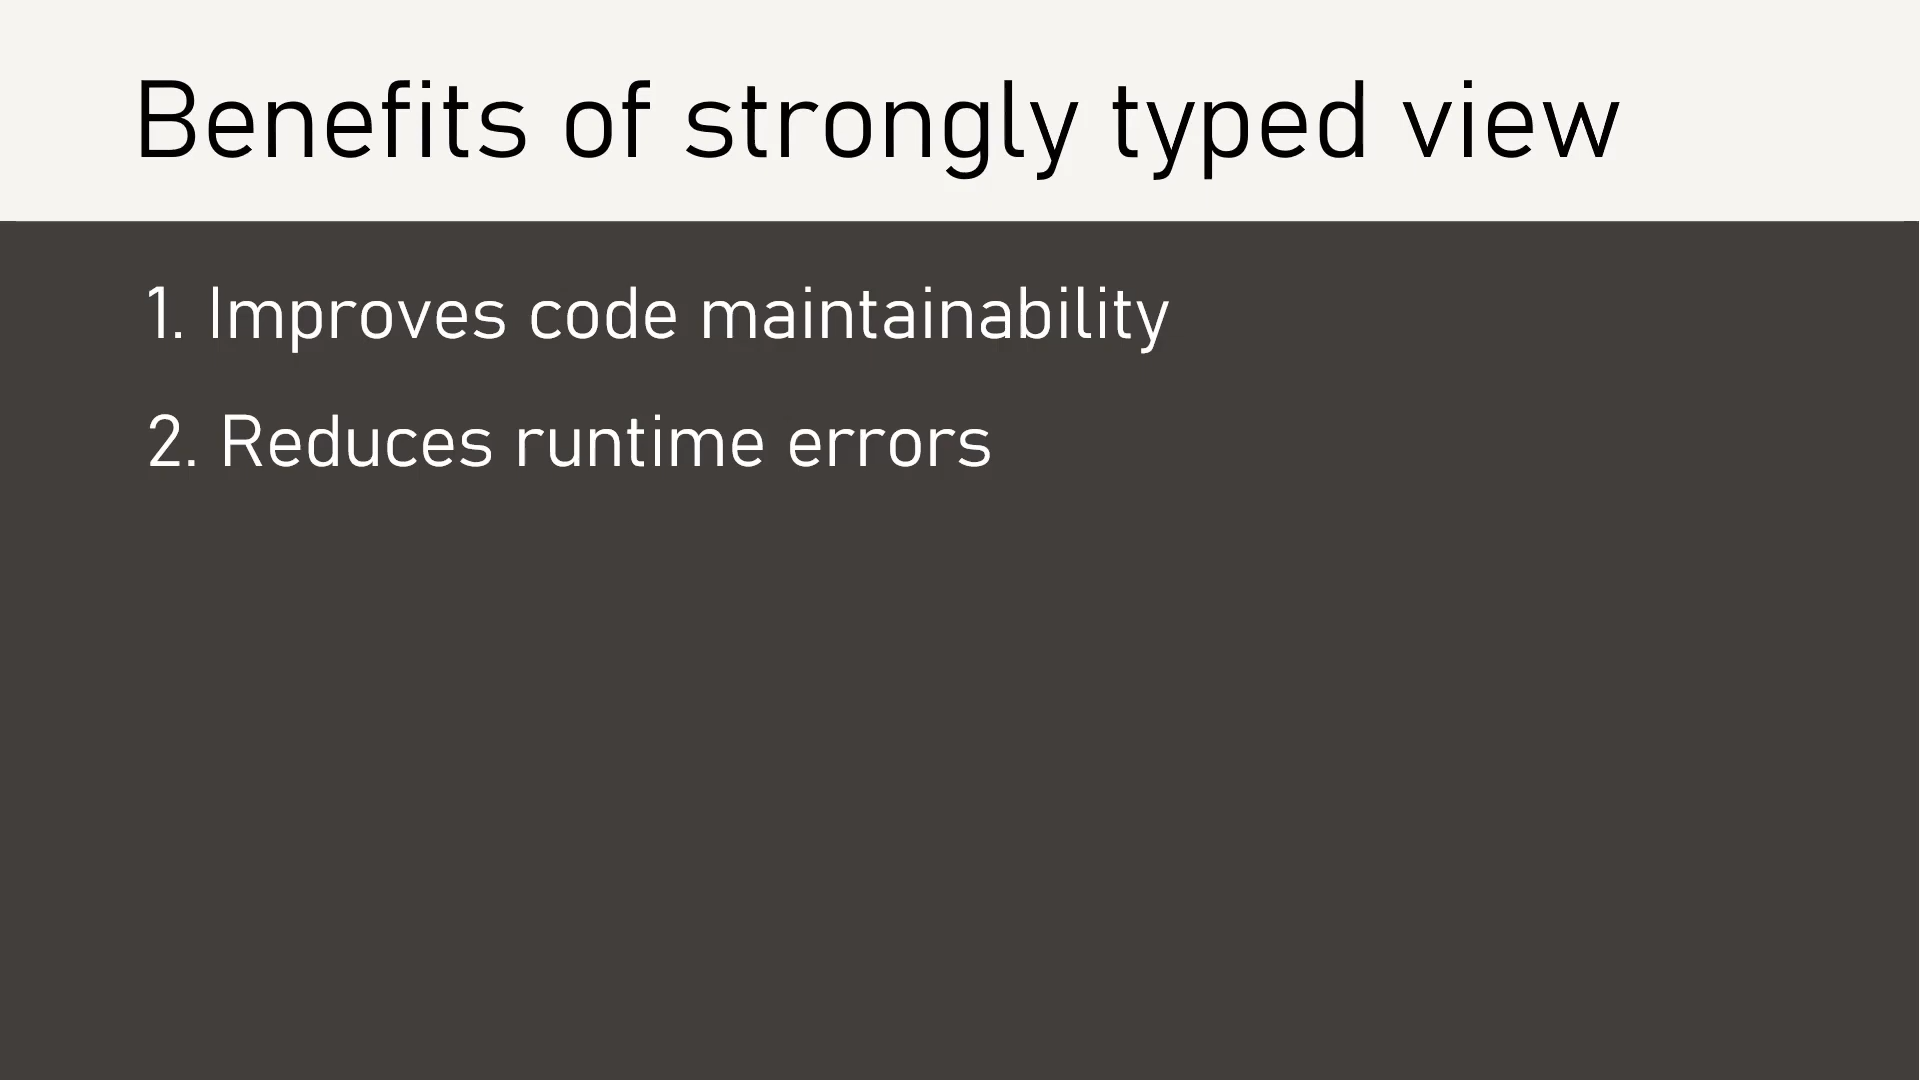 Benefits of strongly typed view
1. Improves code maintainability
2. Reduces runtime errors